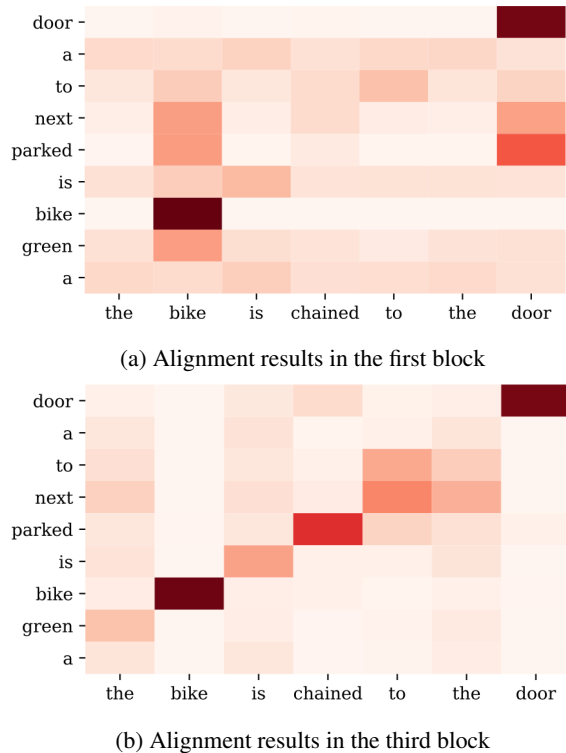 door
a
to
next
parked
is
bike
green
a
the bike is chained to the door
(a) Alignment results in the first block
door
a
to
next
parked
is
bike
green
a
the bike is chained to the door
(b) Alignment results in the third block